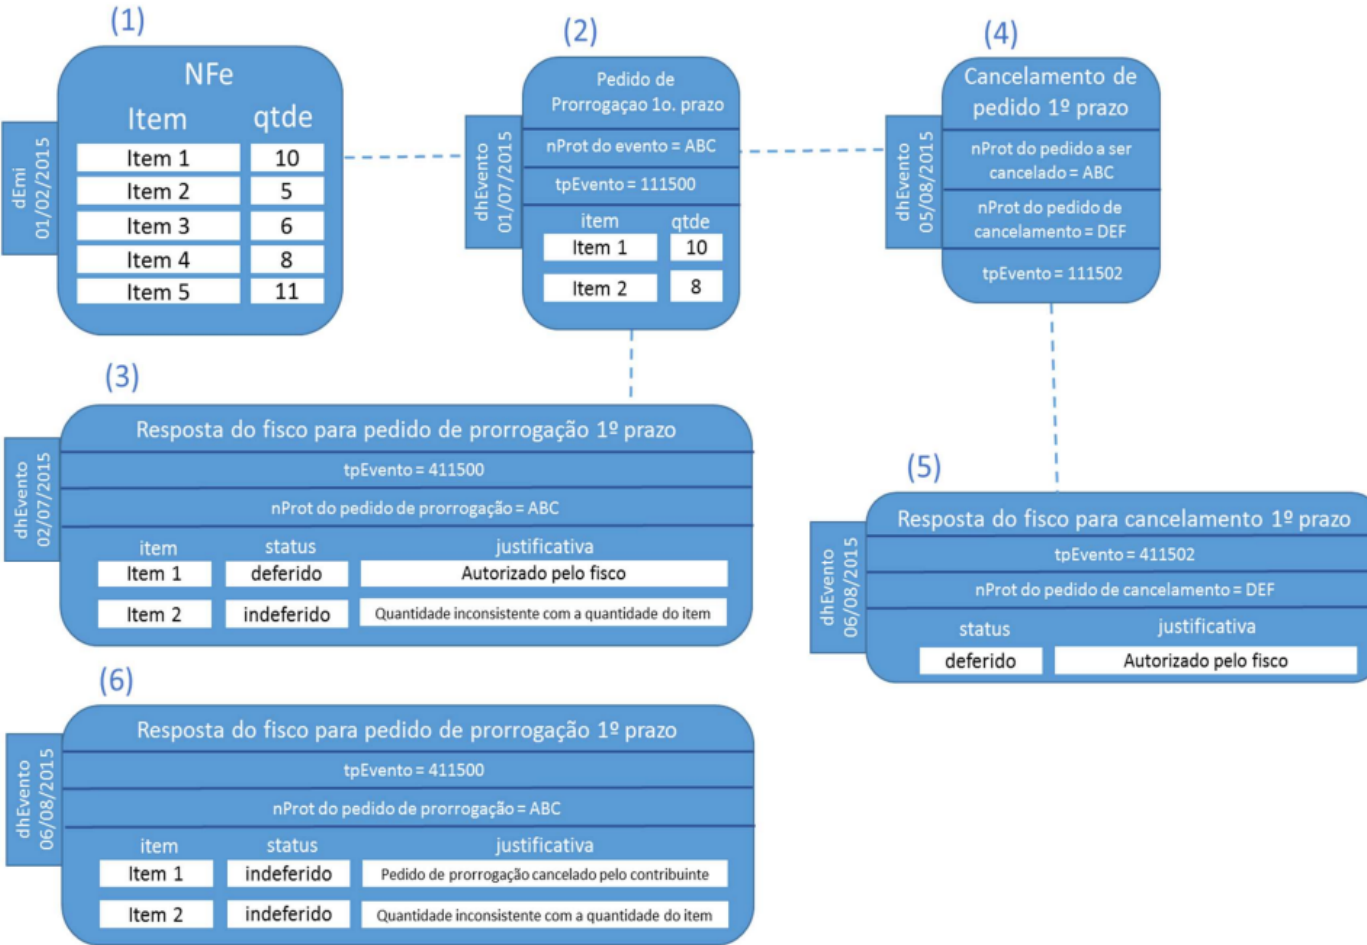 (1)
NFe
Item qtde
Item 1 10
Item 2 5
Item 3 6
Item 4 8
Item 5 11
dEmi
01/02/2015
(2)
Pedido de
Prorrogaçao 1o. prazo
nProt do evento = ABC
tpEvento = 111500
item qtde
Item 1 10
Item 2 8
dhEvento
01/07/2015
(4)
Cancelamento de
pedido 1º prazo
nProt do pedido a ser
cancelado = ABC
nProt do pedido de
cancelamento = DEF
tpEvento = 111502
dhEvento
05/08/2015
(3)
Resposta do fisco para pedido de prorrogação 1º prazo
tpEvento = 411500
nProt do pedido de prorrogação = ABC
item status justificativa
Item 1 deferido Autorizado pelo fisco
Item 2 indeferido Quantidade inconsistente com a quantidade do item
dhEvento
02/07/2015
(5)
Resposta do fisco para cancelamento 1º prazo
tpEvento = 411502
nProt do pedido de cancelamento = DEF
status justificativa
deferido Autorizado pelo fisco
dhEvento
06/08/2015
(6)
Resposta do fisco para pedido de prorrogação 1º prazo
tpEvento = 411500
nProt do pedido de prorrogação = ABC
item status justificativa
Item 1 indeferido Pedido de prorrogação cancelado pelo contribuinte
Item 2 indeferido Quantidade inconsistente com a quantidade do item
dhEvento
06/08/2015